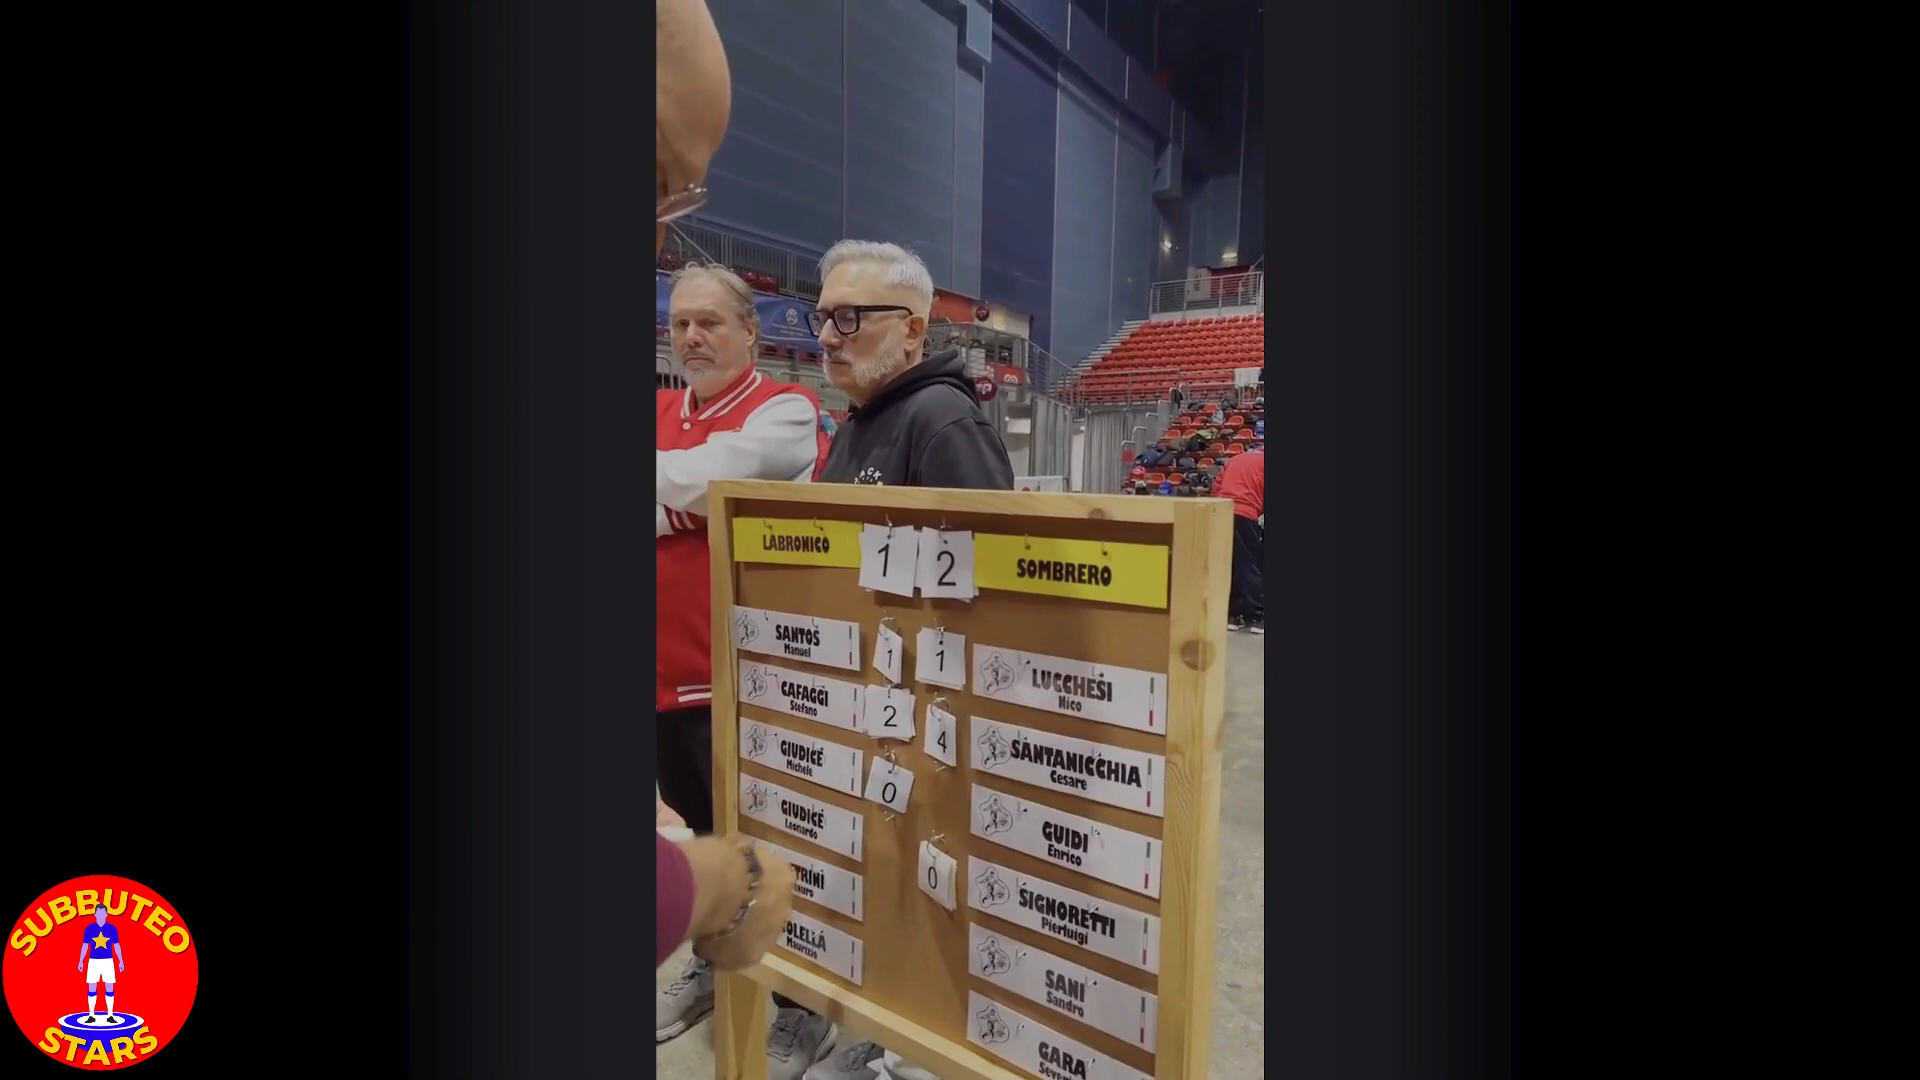 LABRONICO
1 2
SOMBRERO
SANTOS
Manuel
1 1
LUCCHESI
Nico
CAFAGGI
Stefano
2 4
SANTANICCHIA
Cesare
GIUDICE
Michele
0
GUIDI
Enrico
GIUDICE
Leonardo
0
SIGNORETTI
Pierluigi
SANI
Sandro
Maurizio
GARA
SUBBUTEO
STARS